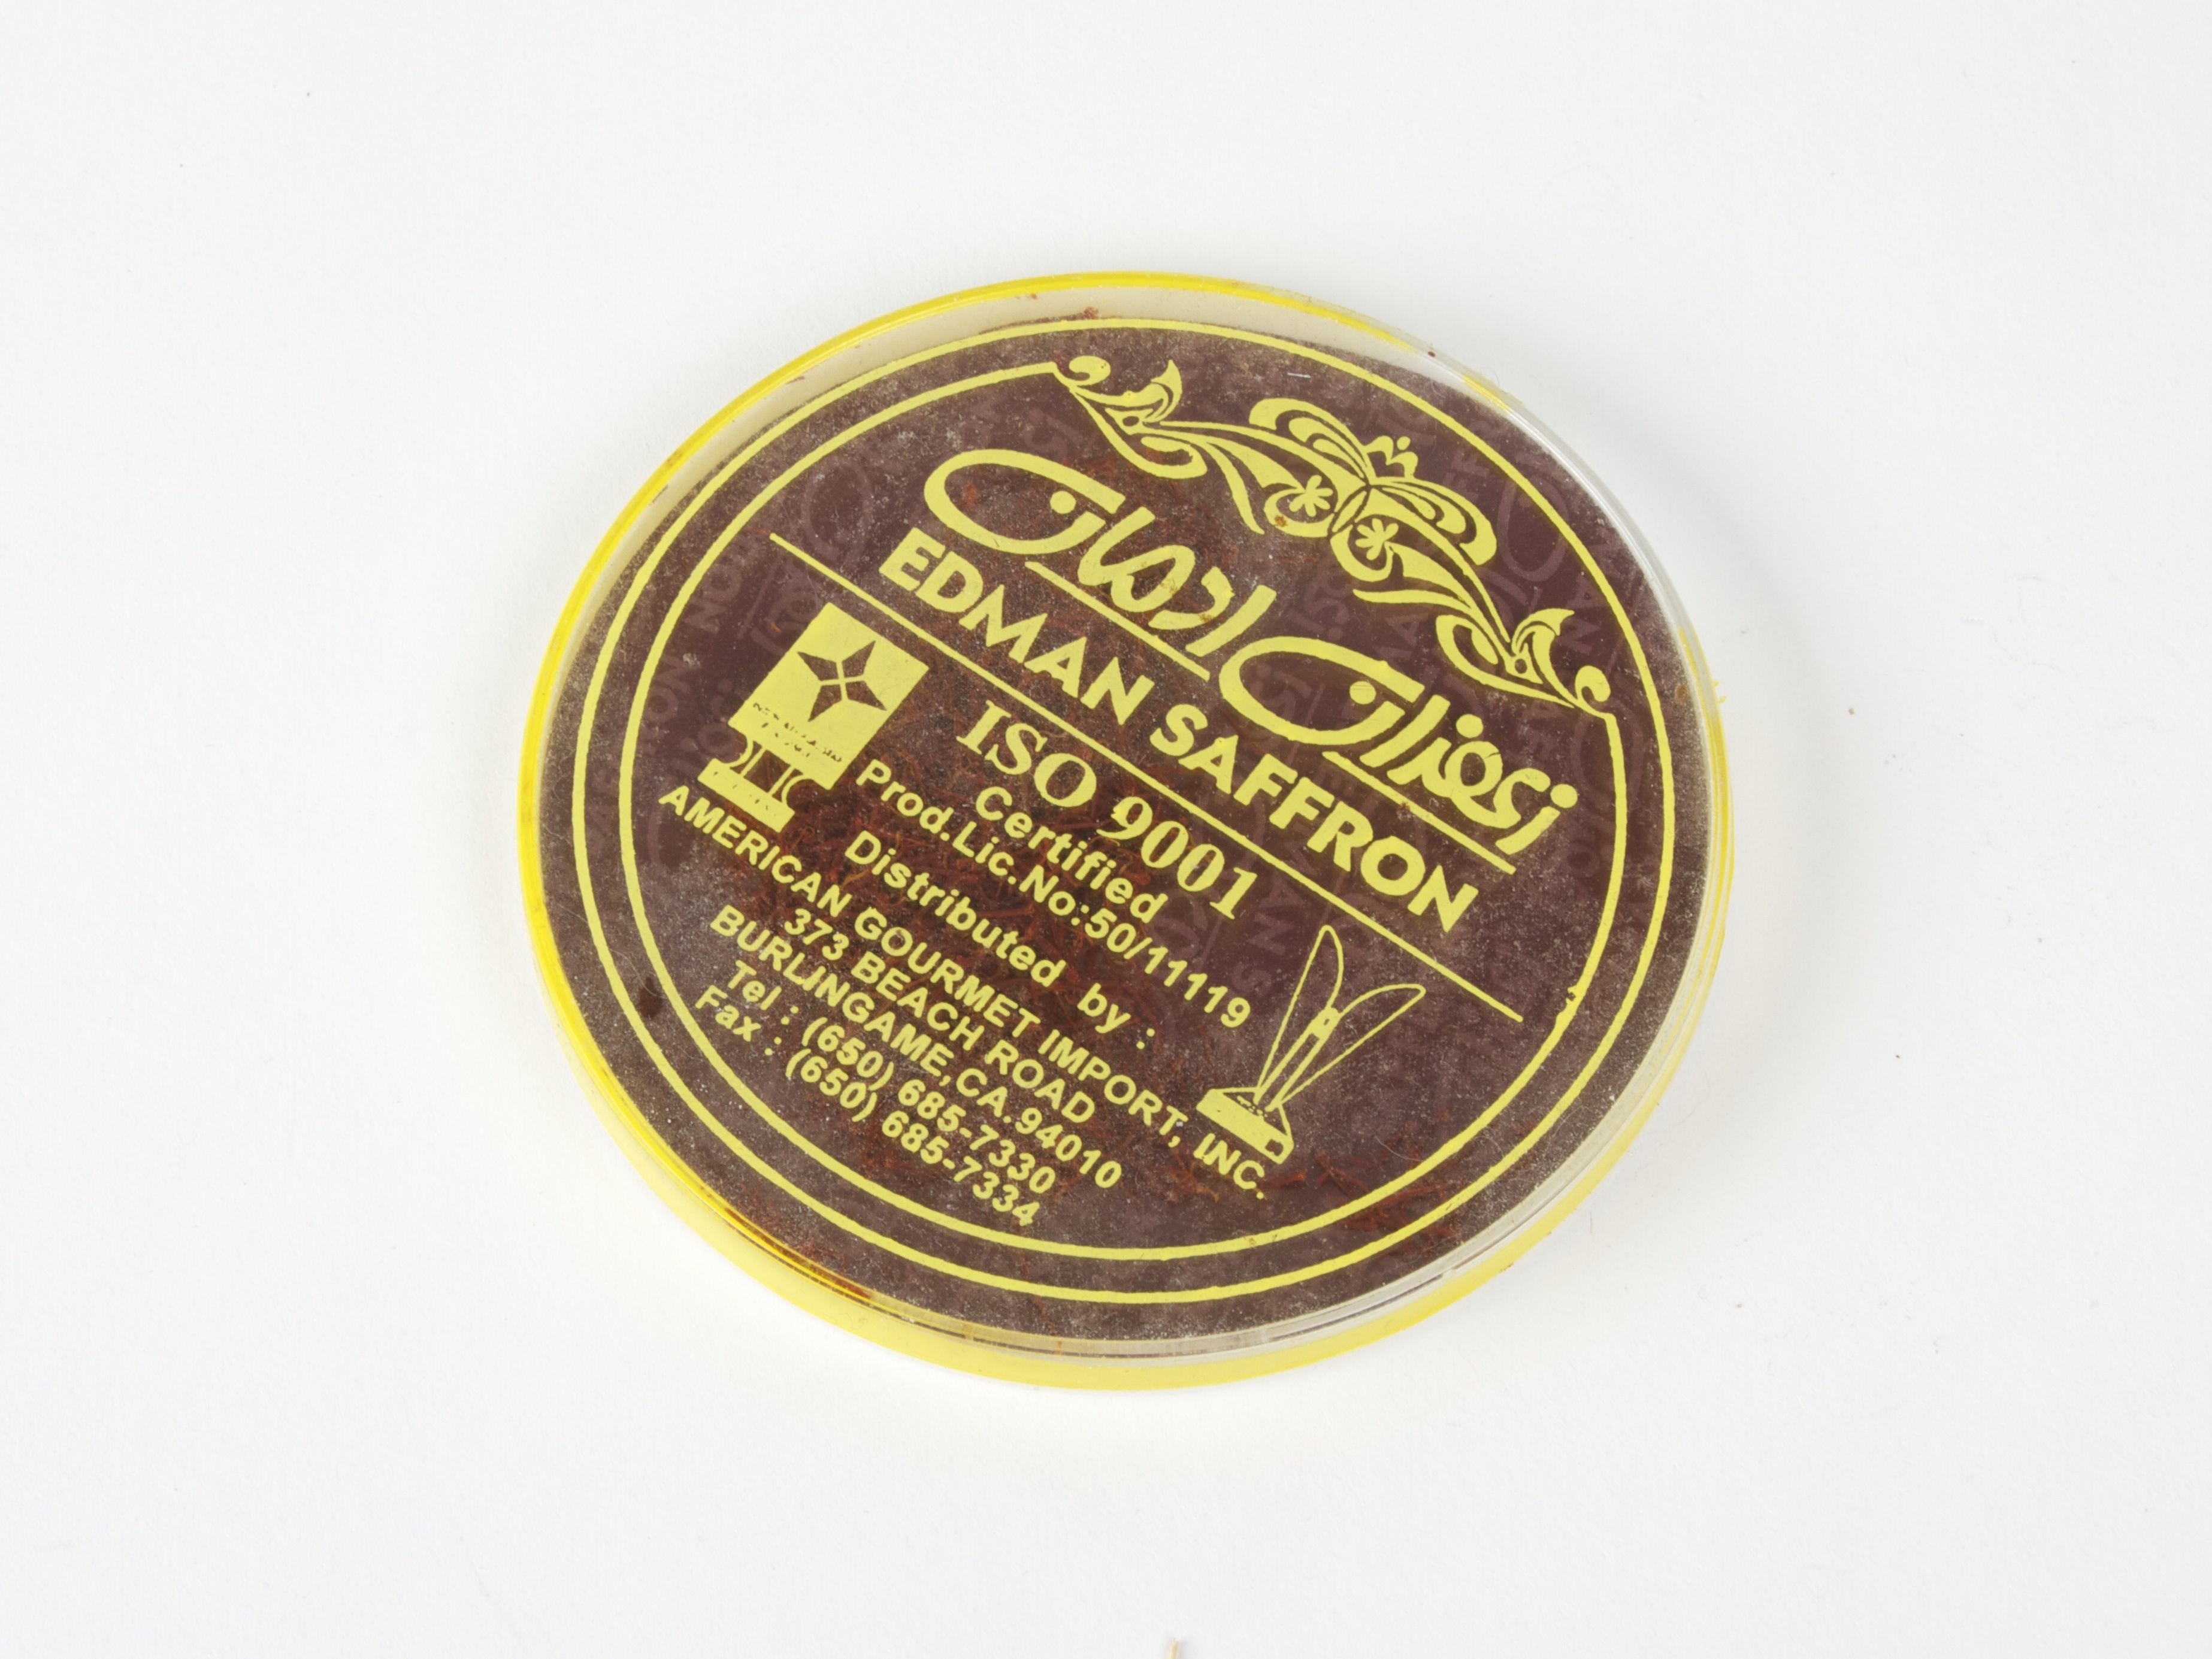 زعفران ادمان
EDMAN SAFFRON
ISO 9001
Certified
Prod.Lic.No:50/11119
Distributed by :
AMERICAN GOURMET IMPORT, INC.
373 BEACH ROAD
BURLINGAME,CA.94010
Tel : (650) 685-7330
Fax : (650) 685-7334